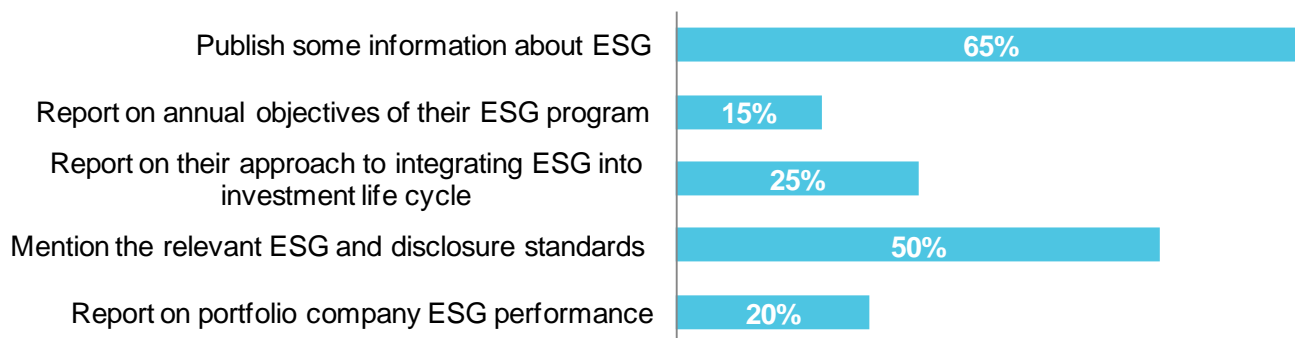 Publish some information about ESG 65%
Report on annual objectives of their ESG program 15%
Report on their approach to integrating ESG into
investment life cycle 25%
Mention the relevant ESG and disclosure standards 50%
Report on portfolio company ESG performance 20%